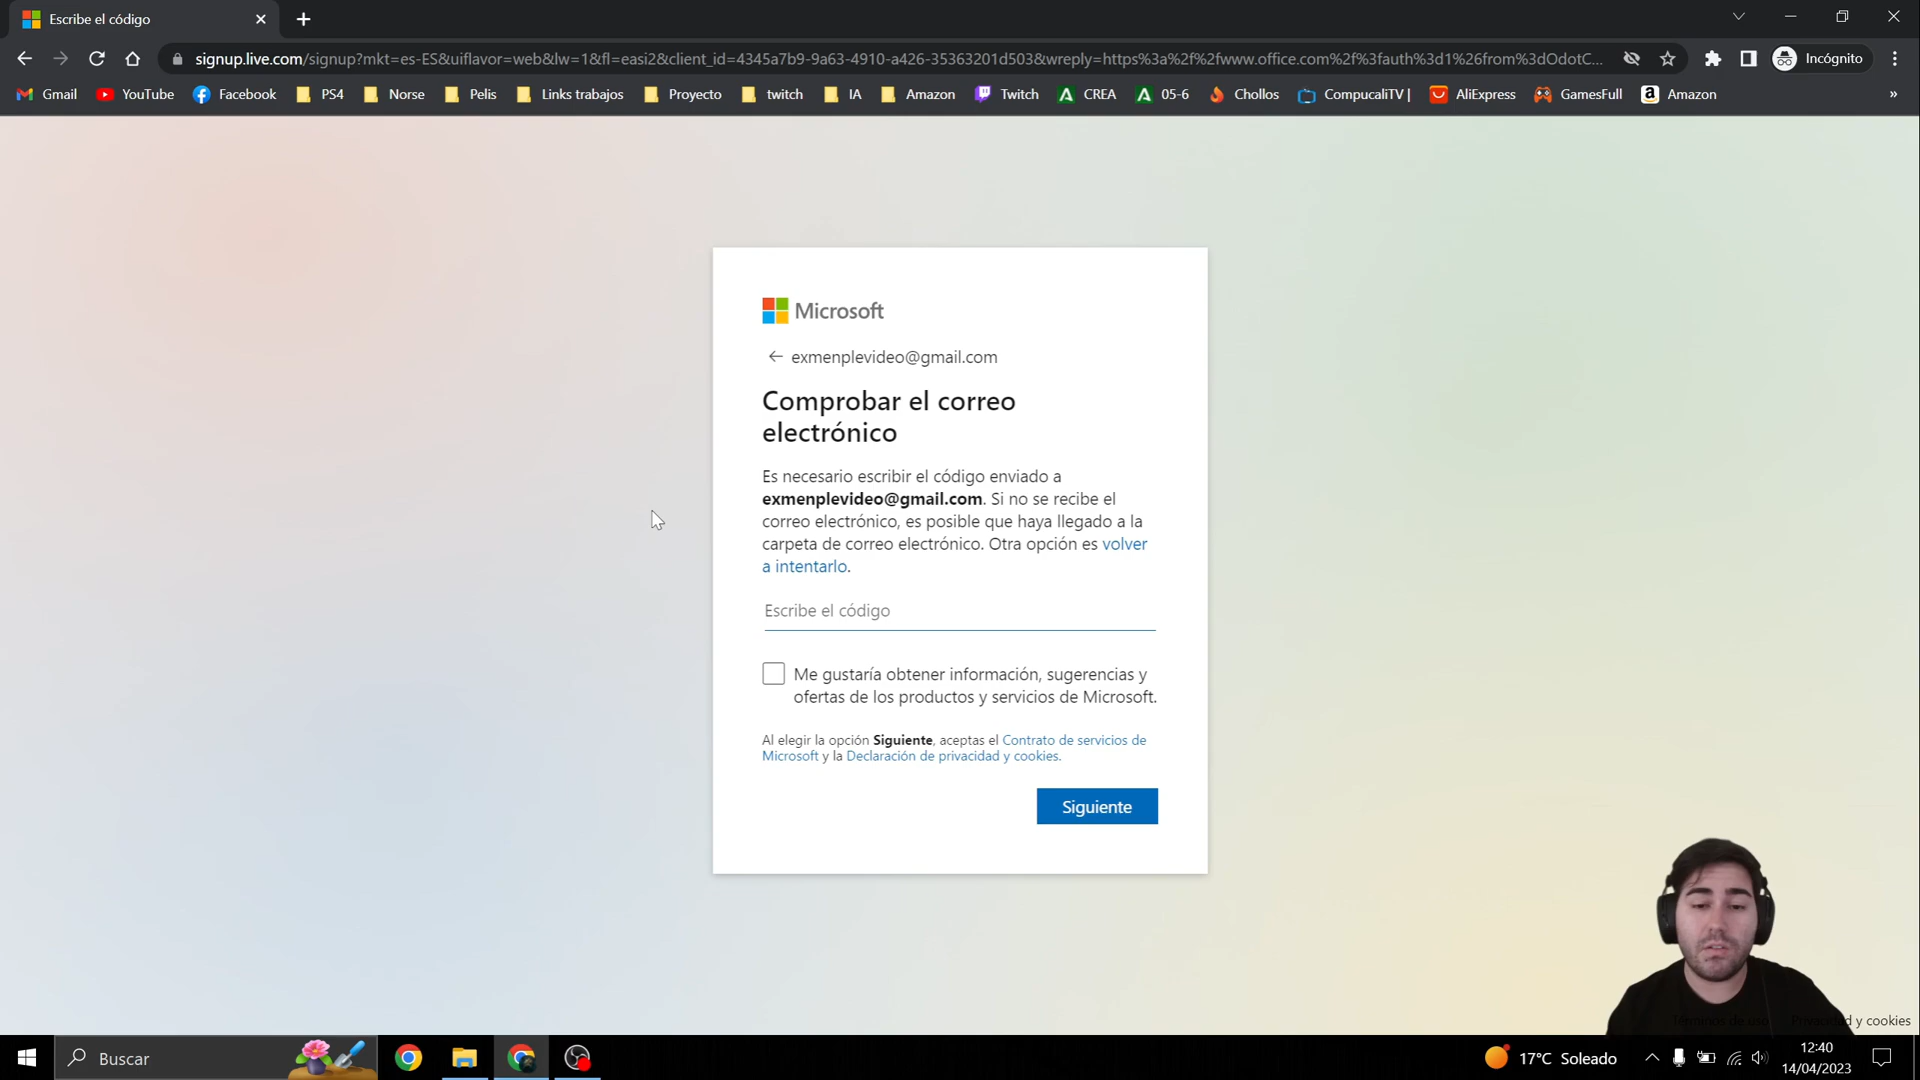 Escribe el código
signup.live.com/signup?mkt=es-ES&uiflavor=web&lw=1&fl=easi2&client_id=4345a7b9-9a63-4910-a426-35363201d503&wreply=https%3a%2f%2fwww.office.com%2f%3fauth%3d1%26from%3dOdotC...
Incógnito
Gmail YouTube Facebook PS4 Norse Pelis Links trabajos Proyecto twitch IA Amazon Twitch CREA 05-6 Chollos CompucaliTV | AliExpress GamesFull Amazon »
Microsoft
exmenplevideo@gmail.com
Comprobar el correo
electrónico
Es necesario escribir el código enviado a
exmenplevideo@gmail.com. Si no se recibe el
correo electrónico, es posible que haya llegado a la
carpeta de correo electrónico. Otra opción es volver
a intentarlo.
Escribe el código
Me gustaría obtener información, sugerencias y
ofertas de los productos y servicios de Microsoft.
Al elegir la opción Siguiente, aceptas el Contrato de servicios de
Microsoft y la Declaración de privacidad y cookies.
Siguiente
Términos de uso Privacidad y cookies
Buscar
17°C Soleado
12:40
14/04/2023